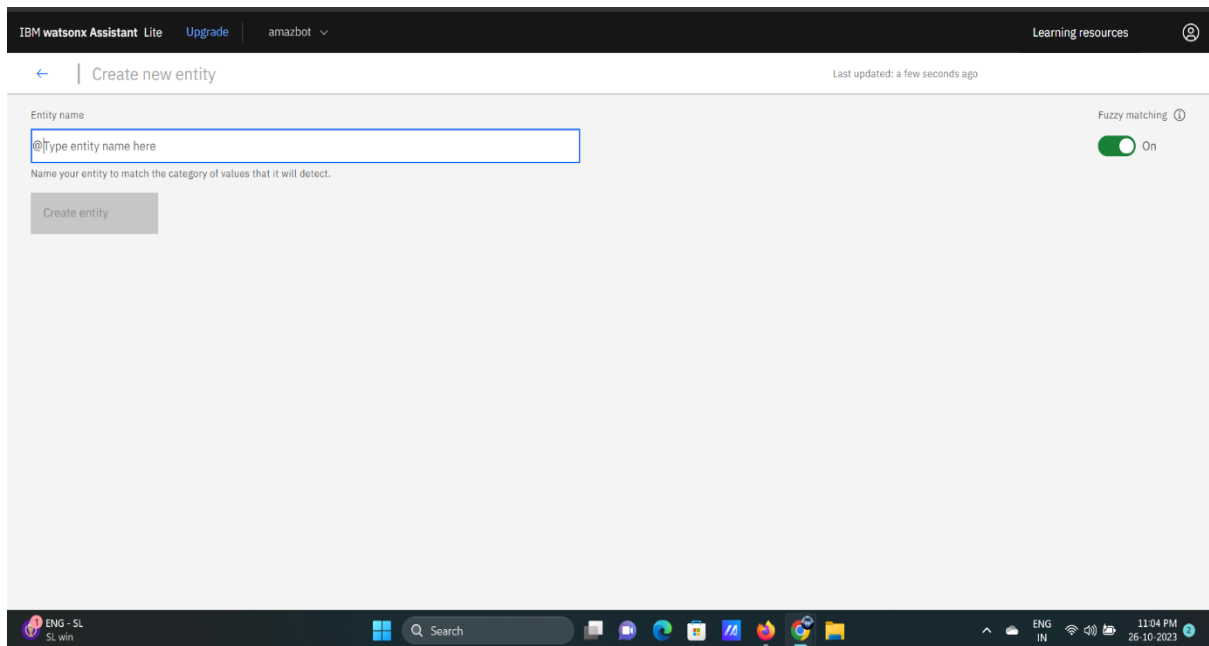 IBM watsonx Assistant Lite Upgrade amazbot Learning resources
← Create new entity Last updated: a few seconds ago
Entity name Fuzzy matching
@Type entity name here On
Name your entity to match the category of values that it will detect.
Create entity
1 ENG - SL
SL win
Search
ENG
IN
11:04 PM
26-10-2023
2